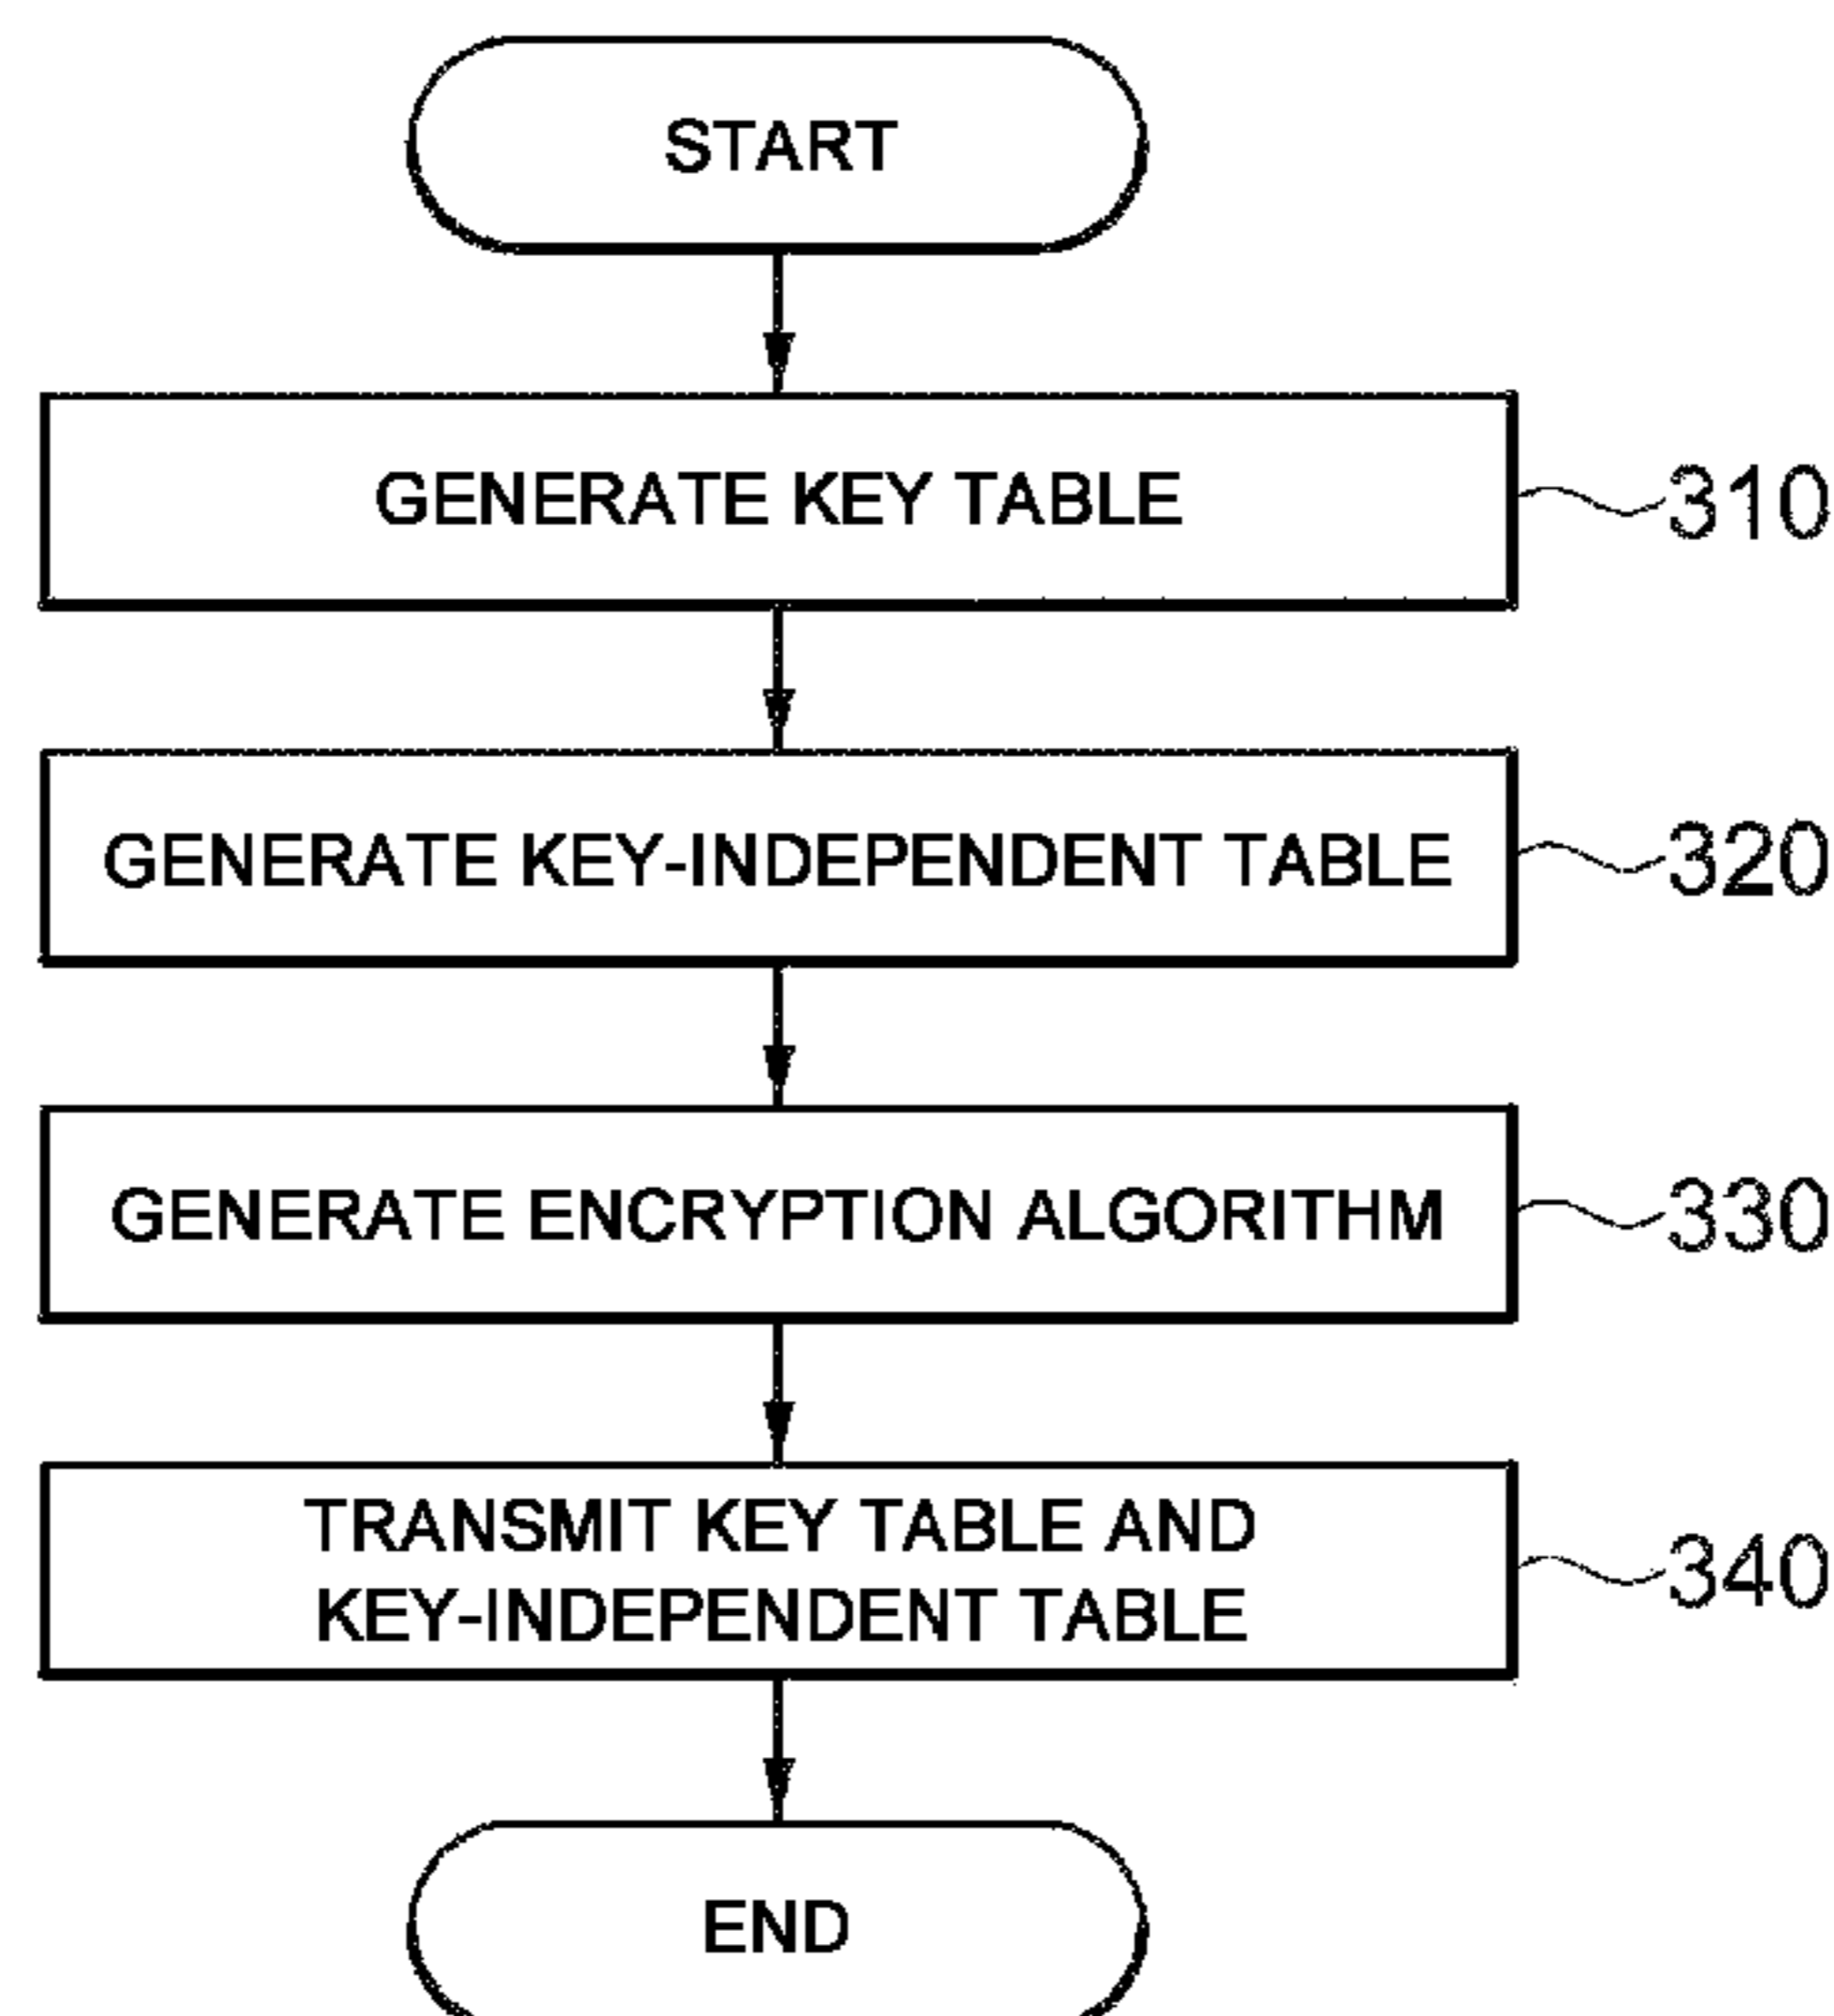 START
GENERATE KEY TABLE
310
GENERATE KEY-INDEPENDENT TABLE
320
GENERATE ENCRYPTION ALGORITHM
330
TRANSMIT KEY TABLE AND
KEY-INDEPENDENT TABLE
340
END